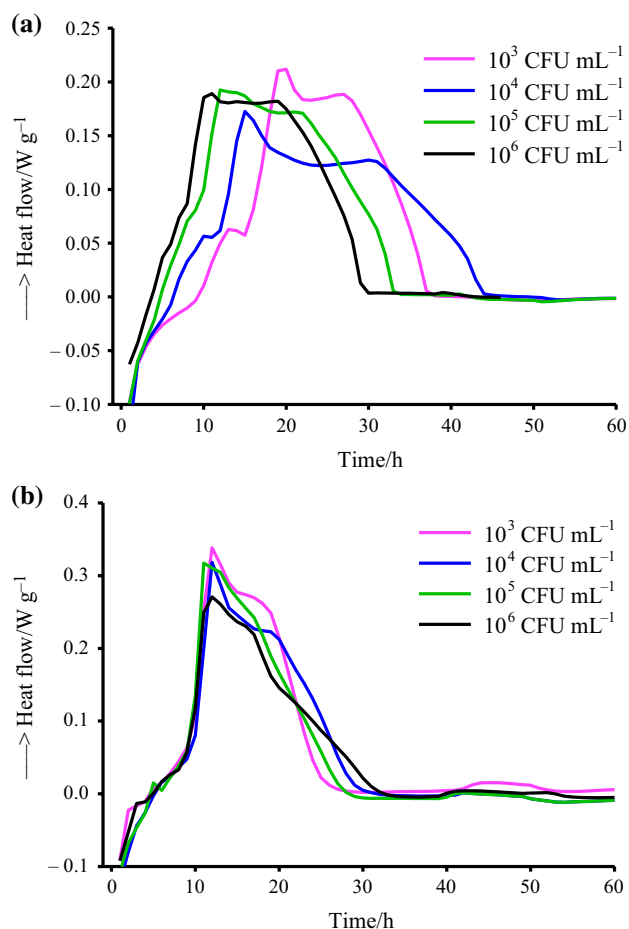 (a)
0.25
0.20
0.15
0.10
0.05
0.00
– 0.05
– 0.10
——> Heat flow/W g⁻¹
10³ CFU mL⁻¹
10⁴ CFU mL⁻¹
10⁵ CFU mL⁻¹
10⁶ CFU mL⁻¹
0 10 20 30 40 50 60
Time/h
(b)
0.4
0.3
0.2
0.1
0.0
– 0.1
——> Heat flow/W g⁻¹
10³ CFU mL⁻¹
10⁴ CFU mL⁻¹
10⁵ CFU mL⁻¹
10⁶ CFU mL⁻¹
0 10 20 30 40 50 60
Time/h